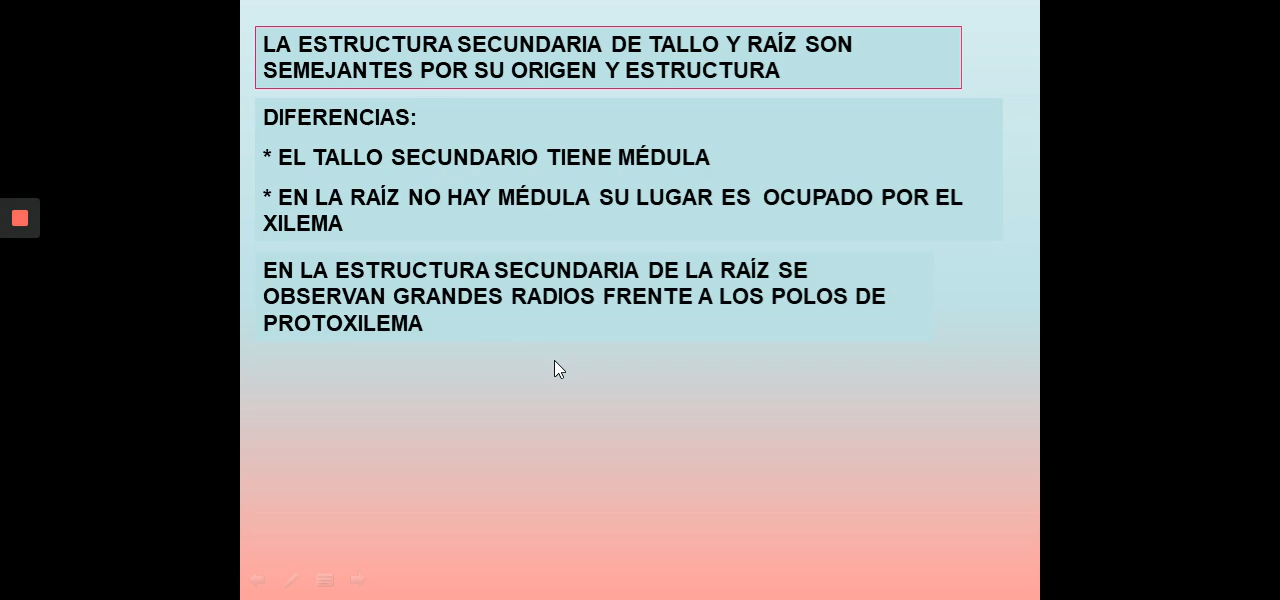 LA ESTRUCTURA SECUNDARIA DE TALLO Y RAÍZ SON
SEMEJANTES POR SU ORIGEN Y ESTRUCTURA
DIFERENCIAS:
* EL TALLO SECUNDARIO TIENE MÉDULA
* EN LA RAÍZ NO HAY MÉDULA SU LUGAR ES OCUPADO POR EL
XILEMA
EN LA ESTRUCTURA SECUNDARIA DE LA RAÍZ SE
OBSERVAN GRANDES RADIOS FRENTE A LOS POLOS DE
PROTOXILEMA